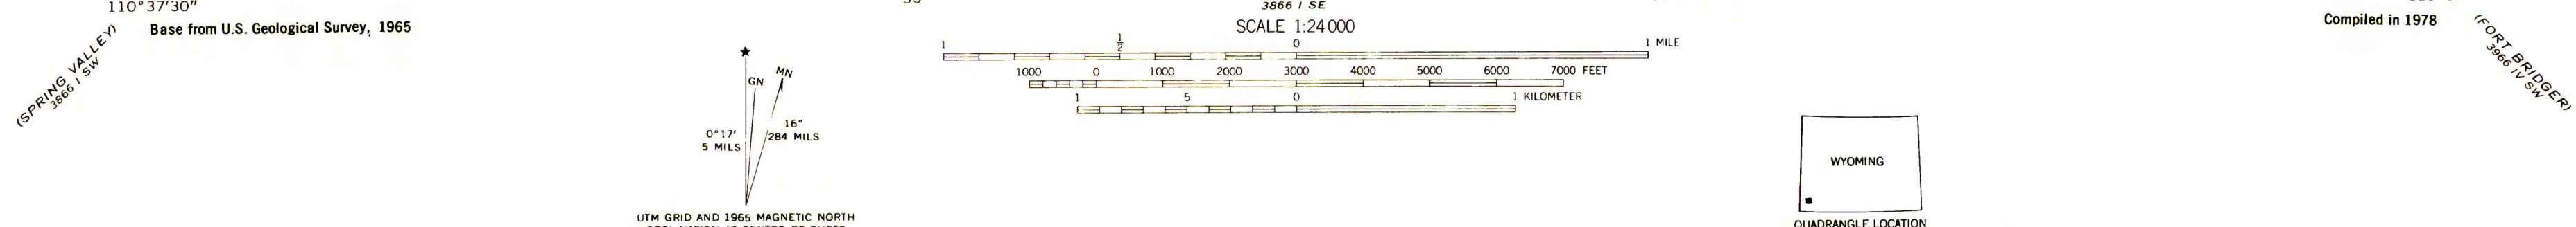 110°37'30"
3866 I SE
Base from U.S. Geological Survey, 1965
SCALE 1:24 000
Compiled in 1978
(SPRING VALLEY)
3866 I SW
(FORT BRIDGER)
3966 IV SW
1 1/2 0 1 MILE
1000 0 1000 2000 3000 4000 5000 6000 7000 FEET
1 5 0 1 KILOMETER
GN MN
0°17' 16°
5 MILS 284 MILS
WYOMING
UTM GRID AND 1965 MAGNETIC NORTH
QUADRANGLE LOCATION